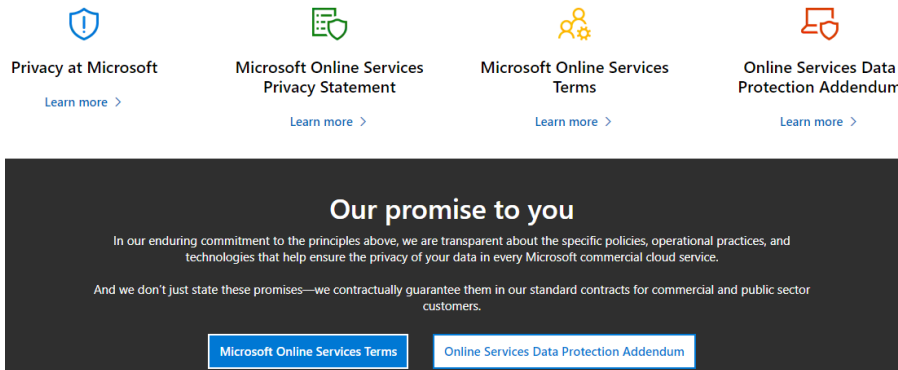 Privacy at Microsoft
Learn more >
Microsoft Online Services
Privacy Statement
Learn more >
Microsoft Online Services
Terms
Learn more >
Online Services Data
Protection Addendum
Learn more >
Our promise to you
In our enduring commitment to the principles above, we are transparent about the specific policies, operational practices, and
technologies that help ensure the privacy of your data in every Microsoft commercial cloud service.
And we don't just state these promises—we contractually guarantee them in our standard contracts for commercial and public sector
customers.
Microsoft Online Services Terms
Online Services Data Protection Addendum